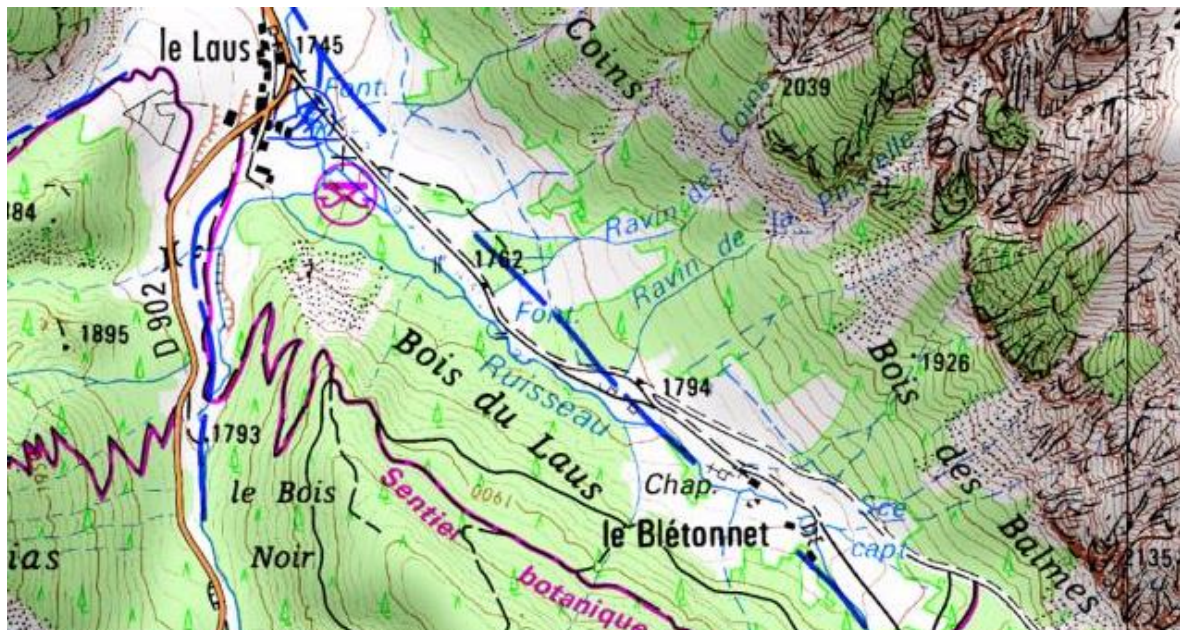 le Laus
1745
Font.
Coins
2039
Ravin des Coins
Ravin de la Pinzelle
1762
D 902
1895
Font.
Bois du Laus
Ruisseau
1794
Bois des Balmes
1926
1793
le Bois Noir
1900
Sentier botanique
Chap.
le Blétonnet
Sce capt.
2135
ias